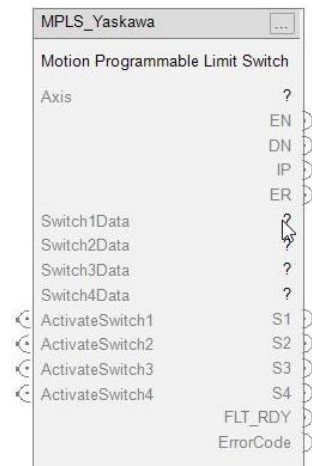 MPLS_Yaskawa ...
Motion Programmable Limit Switch
Axis ?
EN
DN
IP
ER
Switch1Data ?
Switch2Data ?
Switch3Data ?
Switch4Data ?
ActivateSwitch1 S1
ActivateSwitch2 S2
ActivateSwitch3 S3
ActivateSwitch4 S4
FLT_RDY
ErrorCode